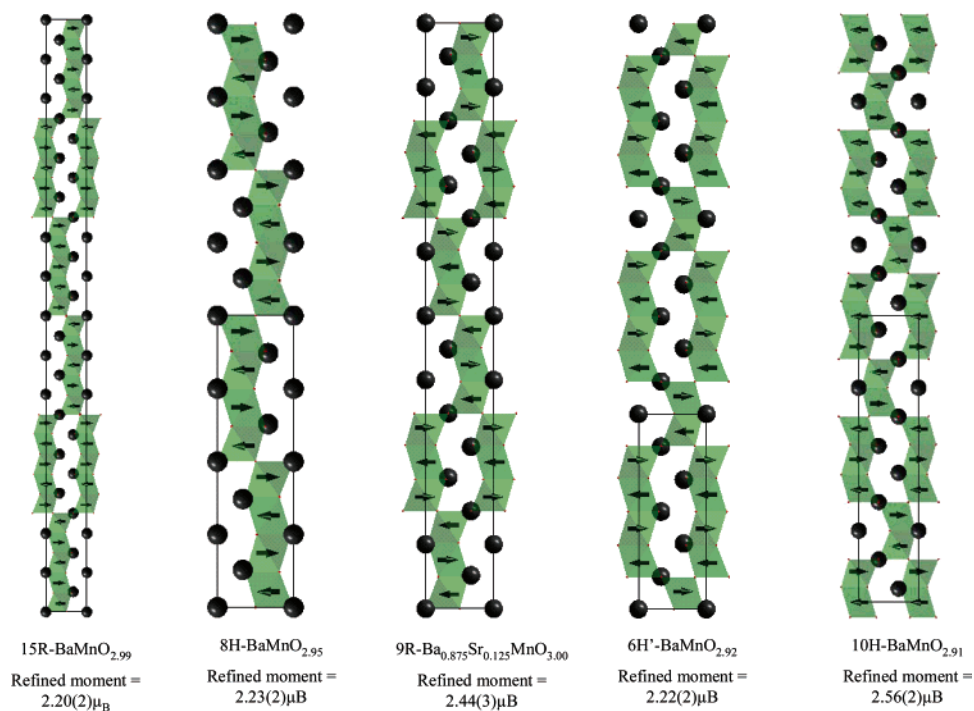 15R-BaMnO₂.₉₉
Refined moment =
2.20(2)μ_B
8H-BaMnO₂.₉₅
Refined moment =
2.23(2)μB
9R-Ba₀.₈₇₅Sr₀.₁₂₅MnO₃.₀₀
Refined moment =
2.44(3)μB
6H’-BaMnO₂.₉₂
Refined moment =
2.22(2)μB
10H-BaMnO₂.₉₁
Refined moment =
2.56(2)μB